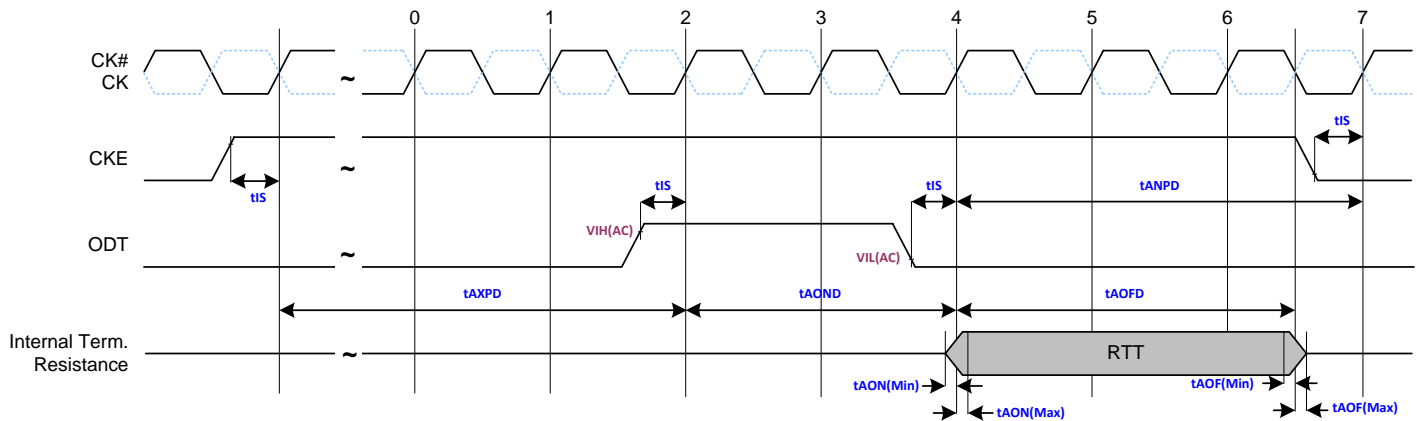 0 1 2 3 4 5 6 7
CK#
CK
tIS
CKE
tIS
tIS
tIS
tANPD
ODT
VIH(AC)
VIL(AC)
tAXPD
tAOND
tAOFD
Internal Term.
Resistance
~
~
~
~
RTT
tAON(Min)
tAOF(Min)
tAON(Max)
tAOF(Max)